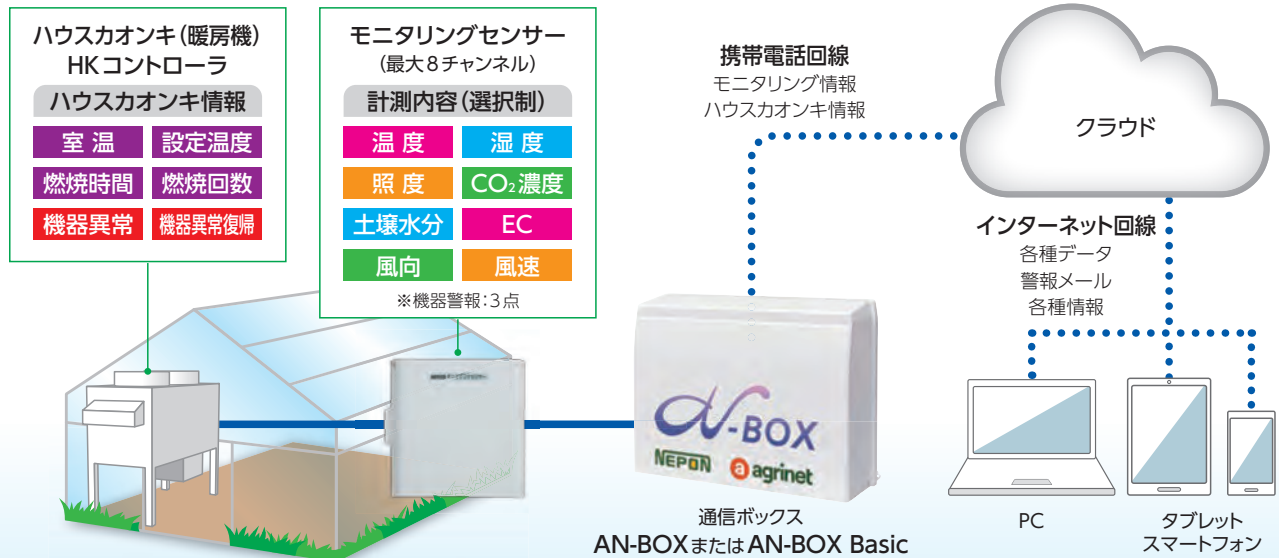 ハウスカオンキ(暖房機)
HKコントローラ
ハウスカオンキ情報
室 温
設定温度
燃焼時間
燃焼回数
機器異常
機器異常復帰
モニタリングセンサー
(最大8チャンネル)
計測内容(選択制)
温 度
湿 度
照 度
CO₂濃度
土壌水分
EC
風向
風速
※機器警報:3点
携帯電話回線
モニタリング情報
ハウスカオンキ情報
クラウド
インターネット回線
各種データ
警報メール
各種情報
N-BOX
NEPON
a agrinet
通信ボックス
AN-BOXまたはAN-BOX Basic
PC
タブレット
スマートフォン